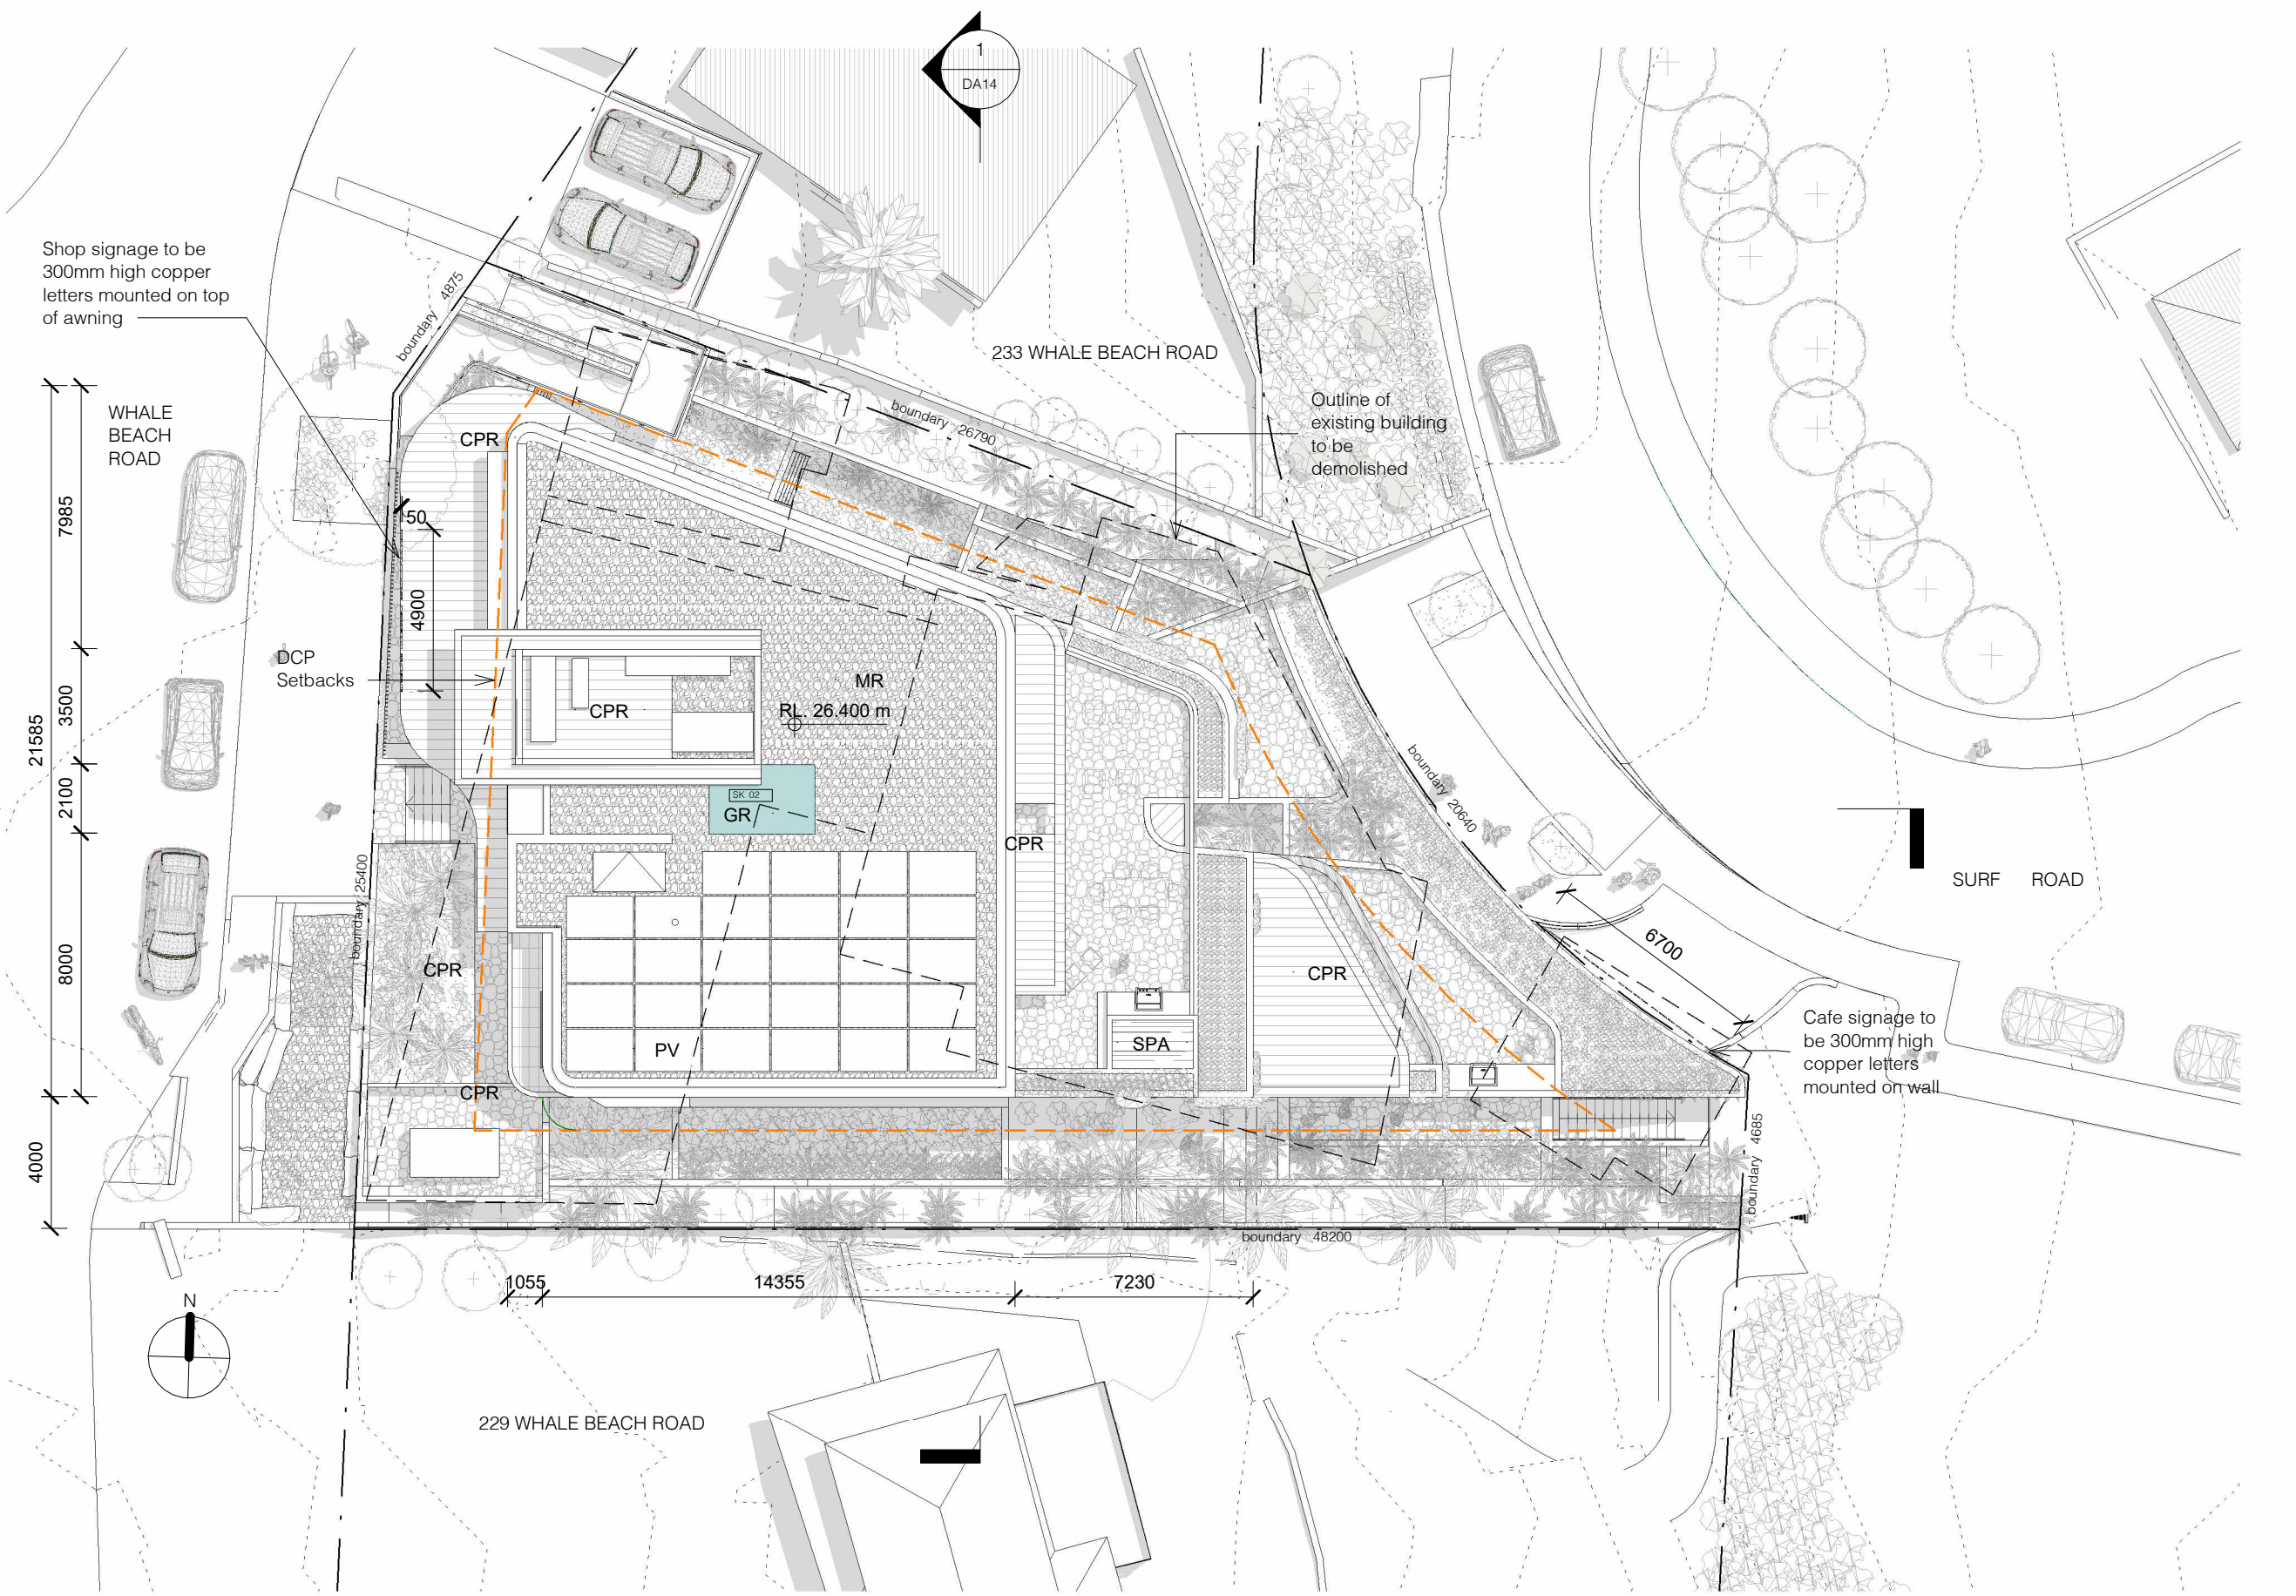 1
DA14
Shop signage to be
300mm high copper
letters mounted on top
of awning
boundary 4875
233 WHALE BEACH ROAD
WHALE
BEACH
ROAD
CPR
boundary 26790
Outline of
existing building
to be
demolished
7985
50
4900
DCP
Setbacks
3500
21585
2100
CPR
MR
RL. 26.400 m
SK 02
GR
CPR
boundary 20640
SURF ROAD
boundary 25400
8000
CPR
CPR
6700
PV
SPA
Cafe signage to
be 300mm high
copper letters
mounted on wall
CPR
4000
boundary 4685
boundary 48200
1055
14355
7230
N
229 WHALE BEACH ROAD